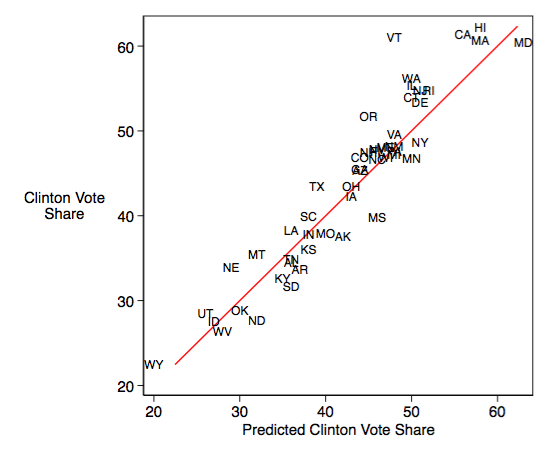 60
50
40
30
20
Clinton Vote
Share
VT
HI
CA
MA
MD
WA
IL
NJ
RI
CT
DE
OR
VA
NY
MN
CO
NC
TX
OH
IA
SC
MS
LA
IN
MO
AK
KS
MT
TN
AL
AR
NE
KY
SD
UT
ID
OK
ND
WV
WY
20
30
40
50
60
Predicted Clinton Vote Share